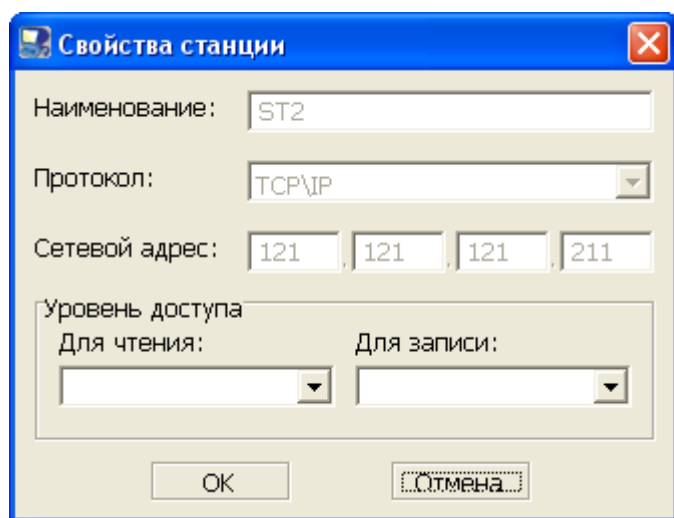 Свойства станции
Наименование: ST2
Протокол: TCP\IP
Сетевой адрес: 121 , 121 , 121 , 211
Уровень доступа
Для чтения: Для записи:
OK Отмена